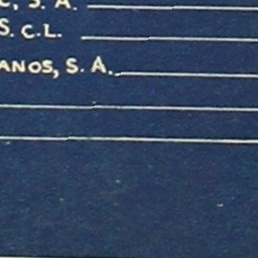 S. A.
S. C.L.
ANOS, S. A.